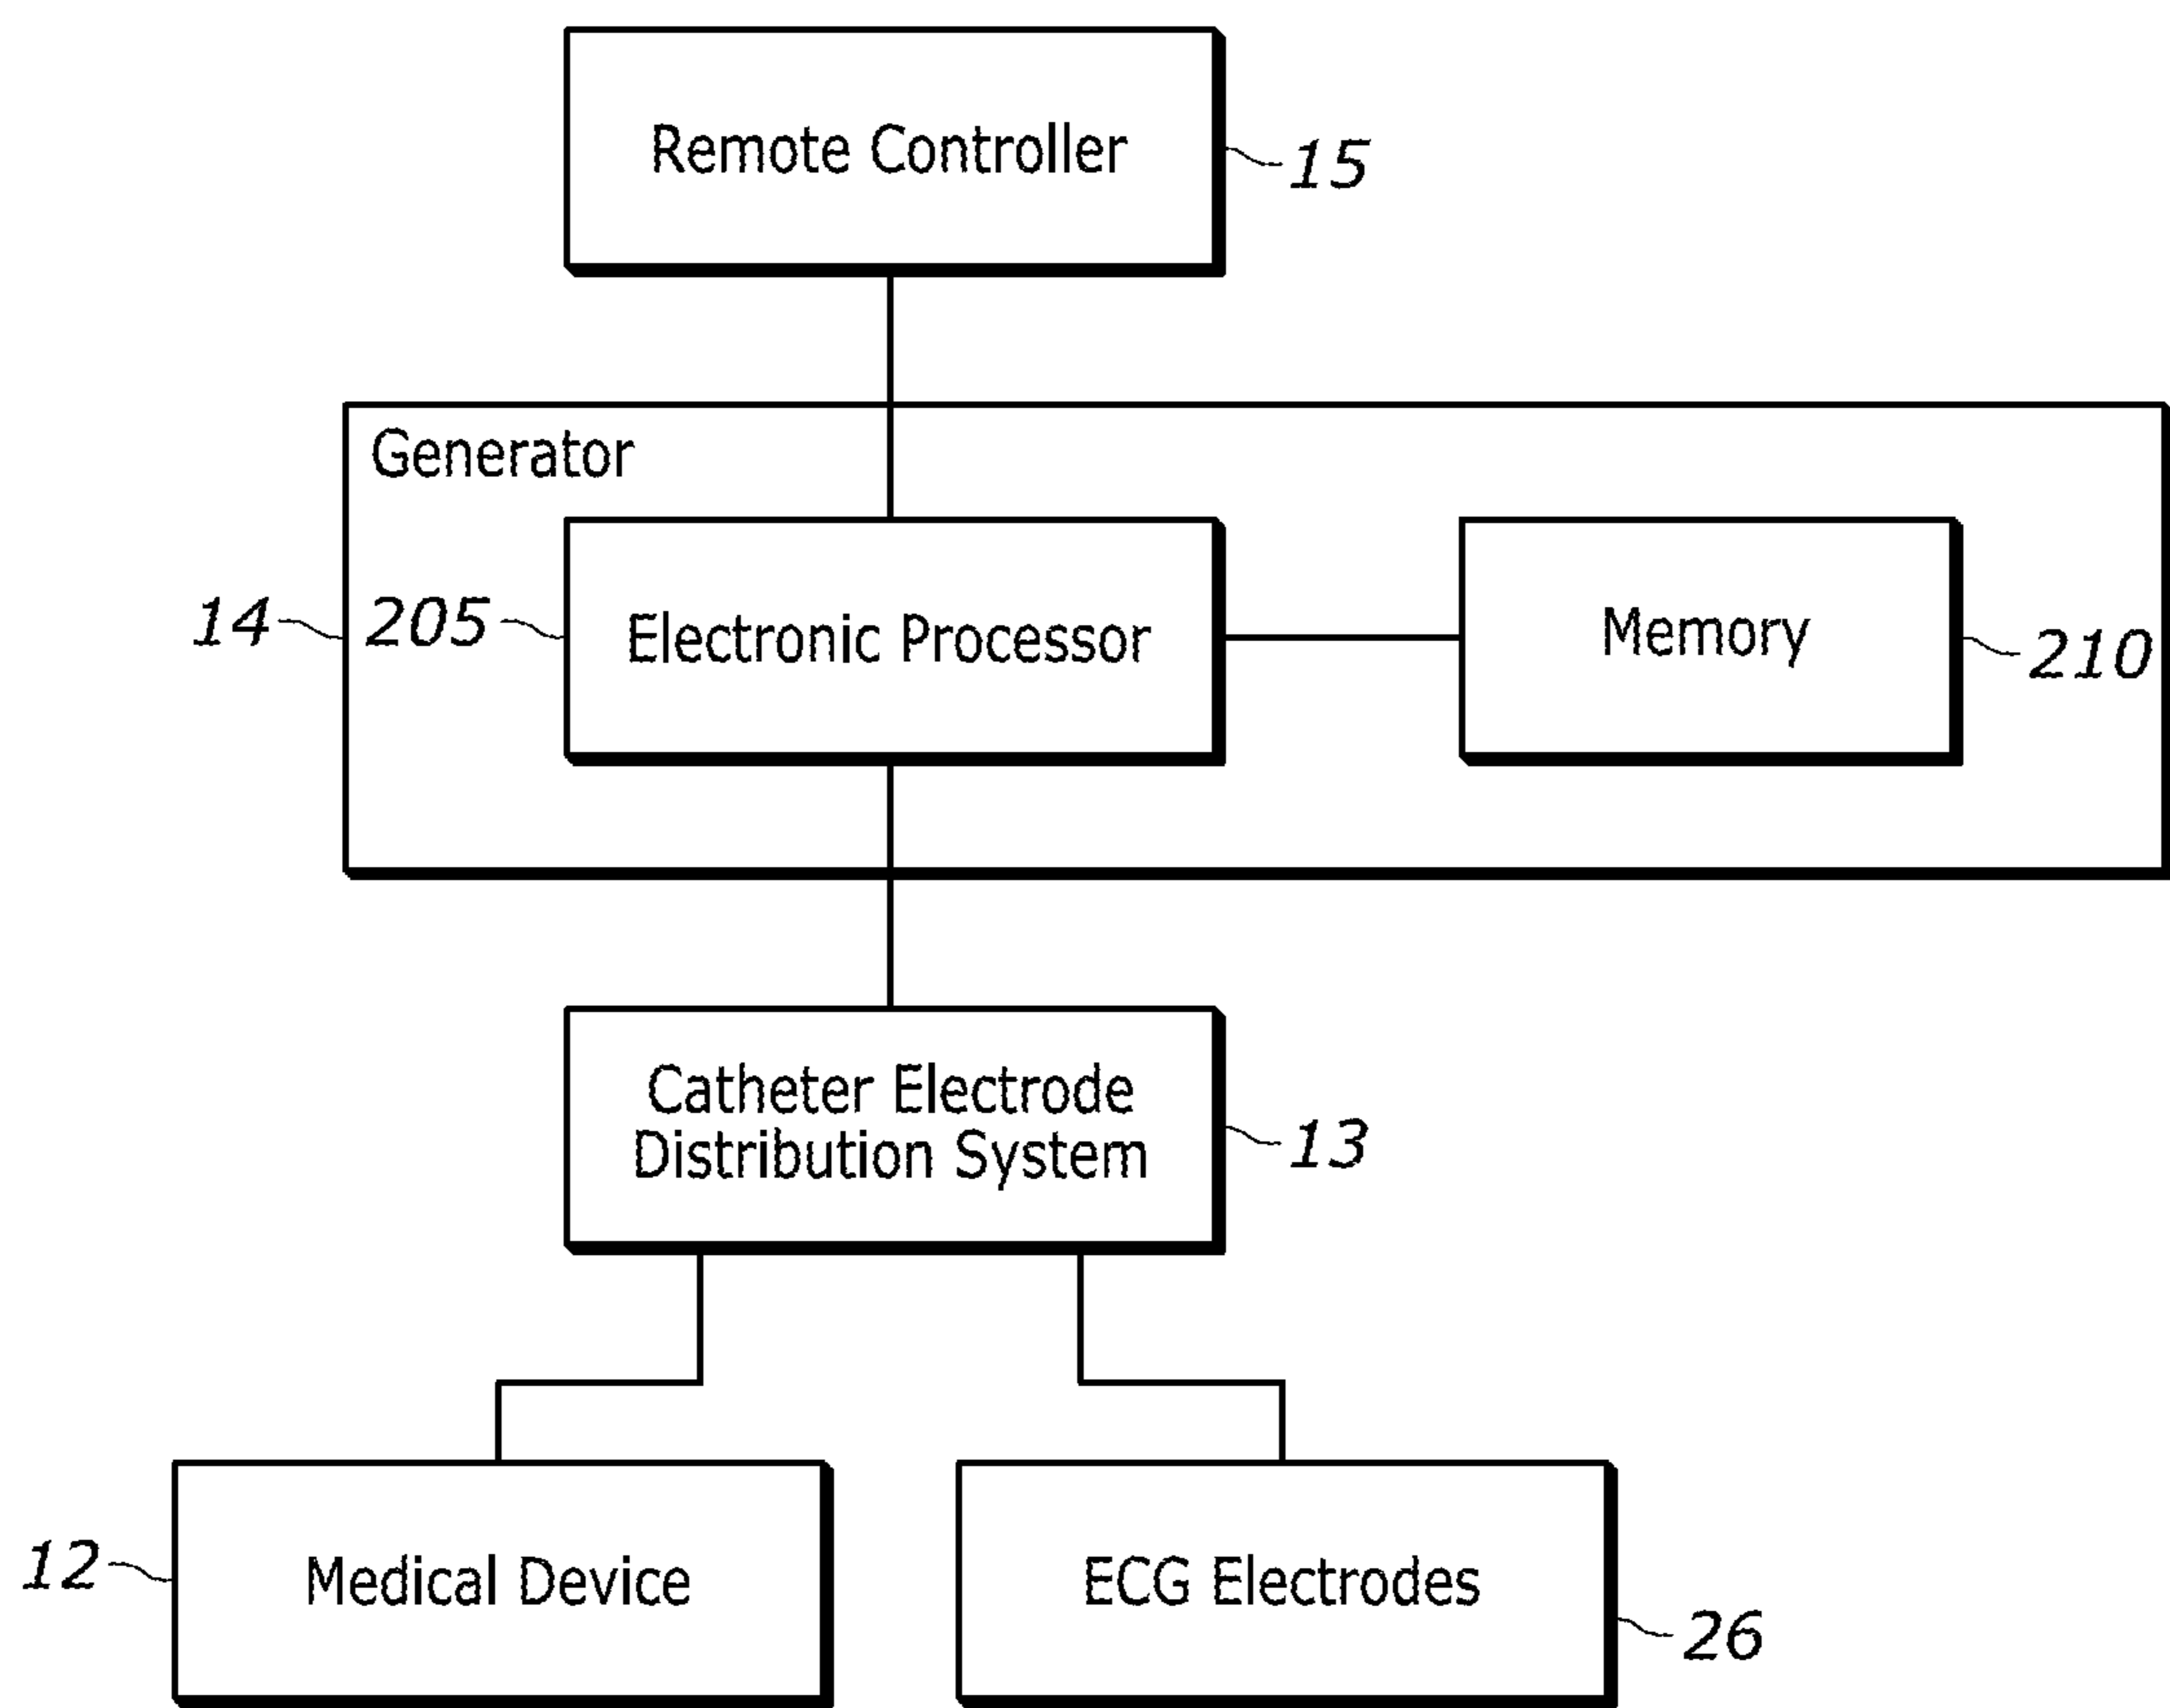 Remote Controller
15
Generator
14
205
Electronic Processor
Memory
210
Catheter Electrode
Distribution System
13
12
Medical Device
ECG Electrodes
26